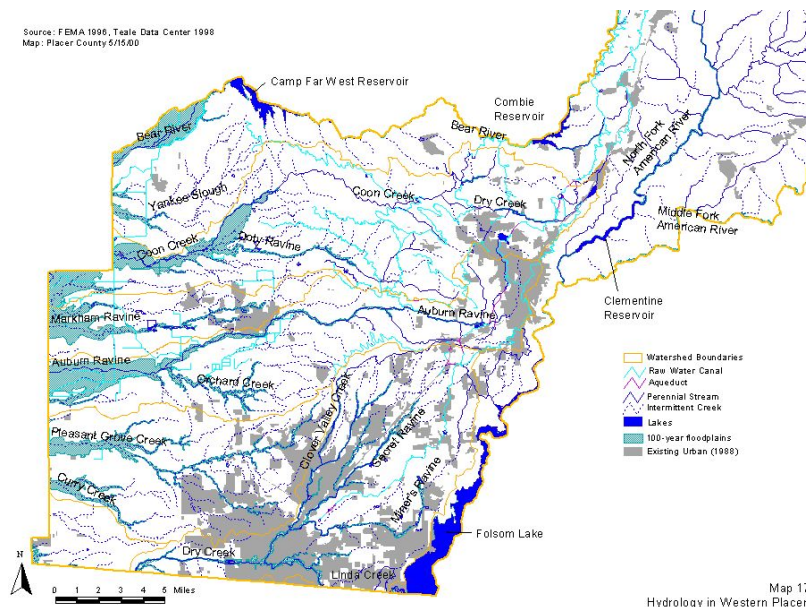 Source: FEMA 1996, Teale Data Center 1998
Map: Placer County 5/15/00
Camp Far West Reservoir
Combie
Reservoir
Bear River
Bear River
North Fork
American River
Yankee Slough
Coon Creek
Dry Creek
Middle Fork
American River
Coon Creek
Doty Ravine
Clementine
Reservoir
Markham Ravine
Auburn Ravine
Auburn Ravine
Orchard Creek
Watershed Boundaries
Raw Water Canal
Aqueduct
Perennial Stream
Intermittent Creek
Lakes
100-year floodplains
Existing Urban (1988)
Pleasant Grove Creek
Clover Valley Creek
Secret Ravine
Miner's Ravine
Curry Creek
Folsom Lake
Dry Creek
Linda Creek
N
0 1 2 3 4 5 Miles
Map 17
Hydrology in Western Placer